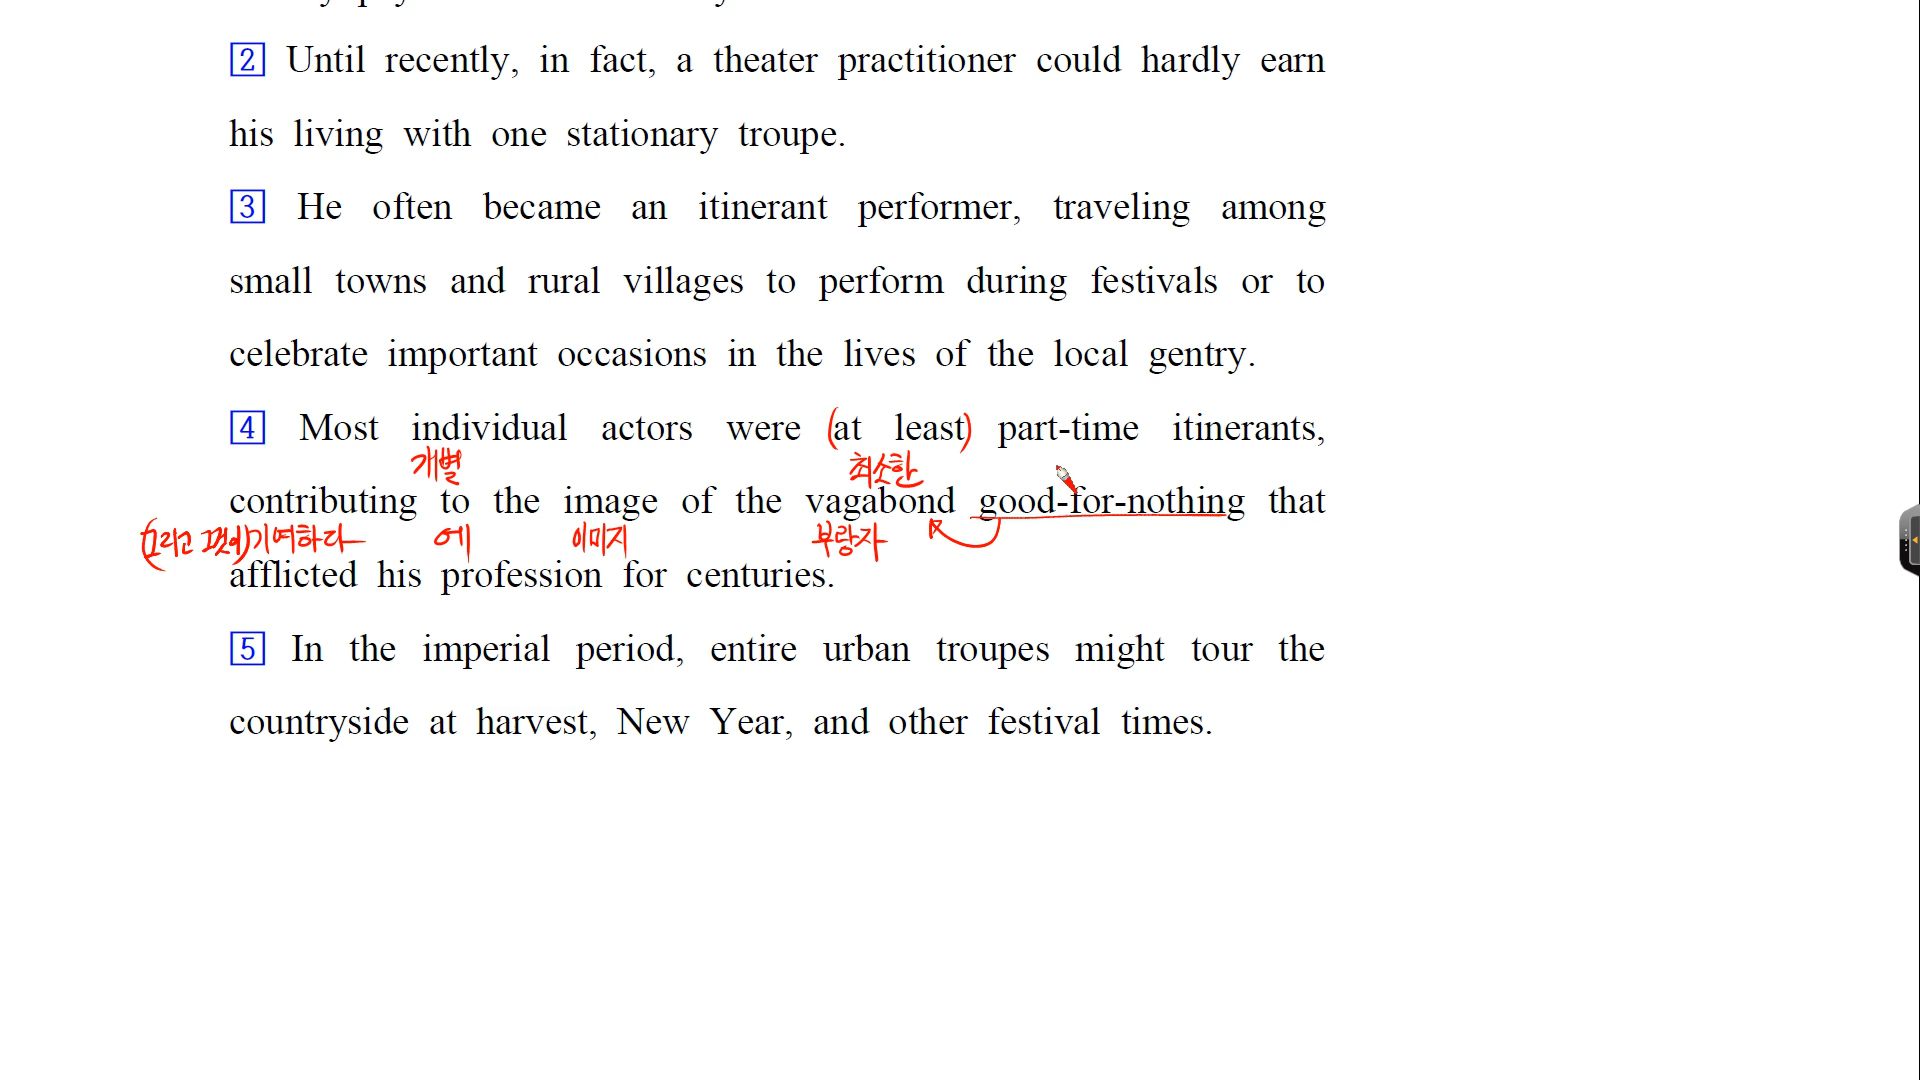 2 Until recently, in fact, a theater practitioner could hardly earn
his living with one stationary troupe.
3 He often became an itinerant performer, traveling among
small towns and rural villages to perform during festivals or to
celebrate important occasions in the lives of the local gentry.
4 Most individual actors were (at least) part-time itinerants,
개별 최소한
contributing to the image of the vagabond good-for-nothing that
(그리고 그것이) 기여하다 에 이미지 부랑자
afflicted his profession for centuries.
5 In the imperial period, entire urban troupes might tour the
countryside at harvest, New Year, and other festival times.